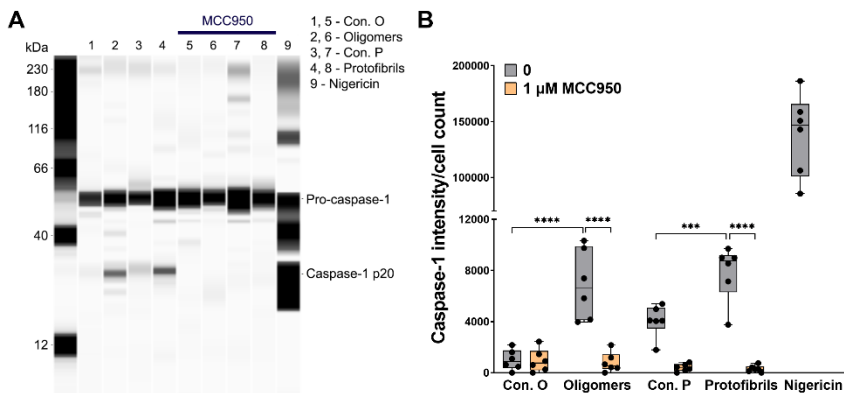 A
MCC950
1, 5 - Con. O
2, 6 - Oligomers
3, 7 - Con. P
4, 8 - Protofibrils
9 - Nigericin
kDa 1 2 3 4 5 6 7 8 9
230
180
116
66
40
12
Pro-caspase-1
Caspase-1 p20
B
0
1 µM MCC950
Caspase-1 intensity/cell count
200000
150000
100000
12000
8000
4000
0
**** **** *** ****
Con. O Oligomers Con. P Protofibrils Nigericin